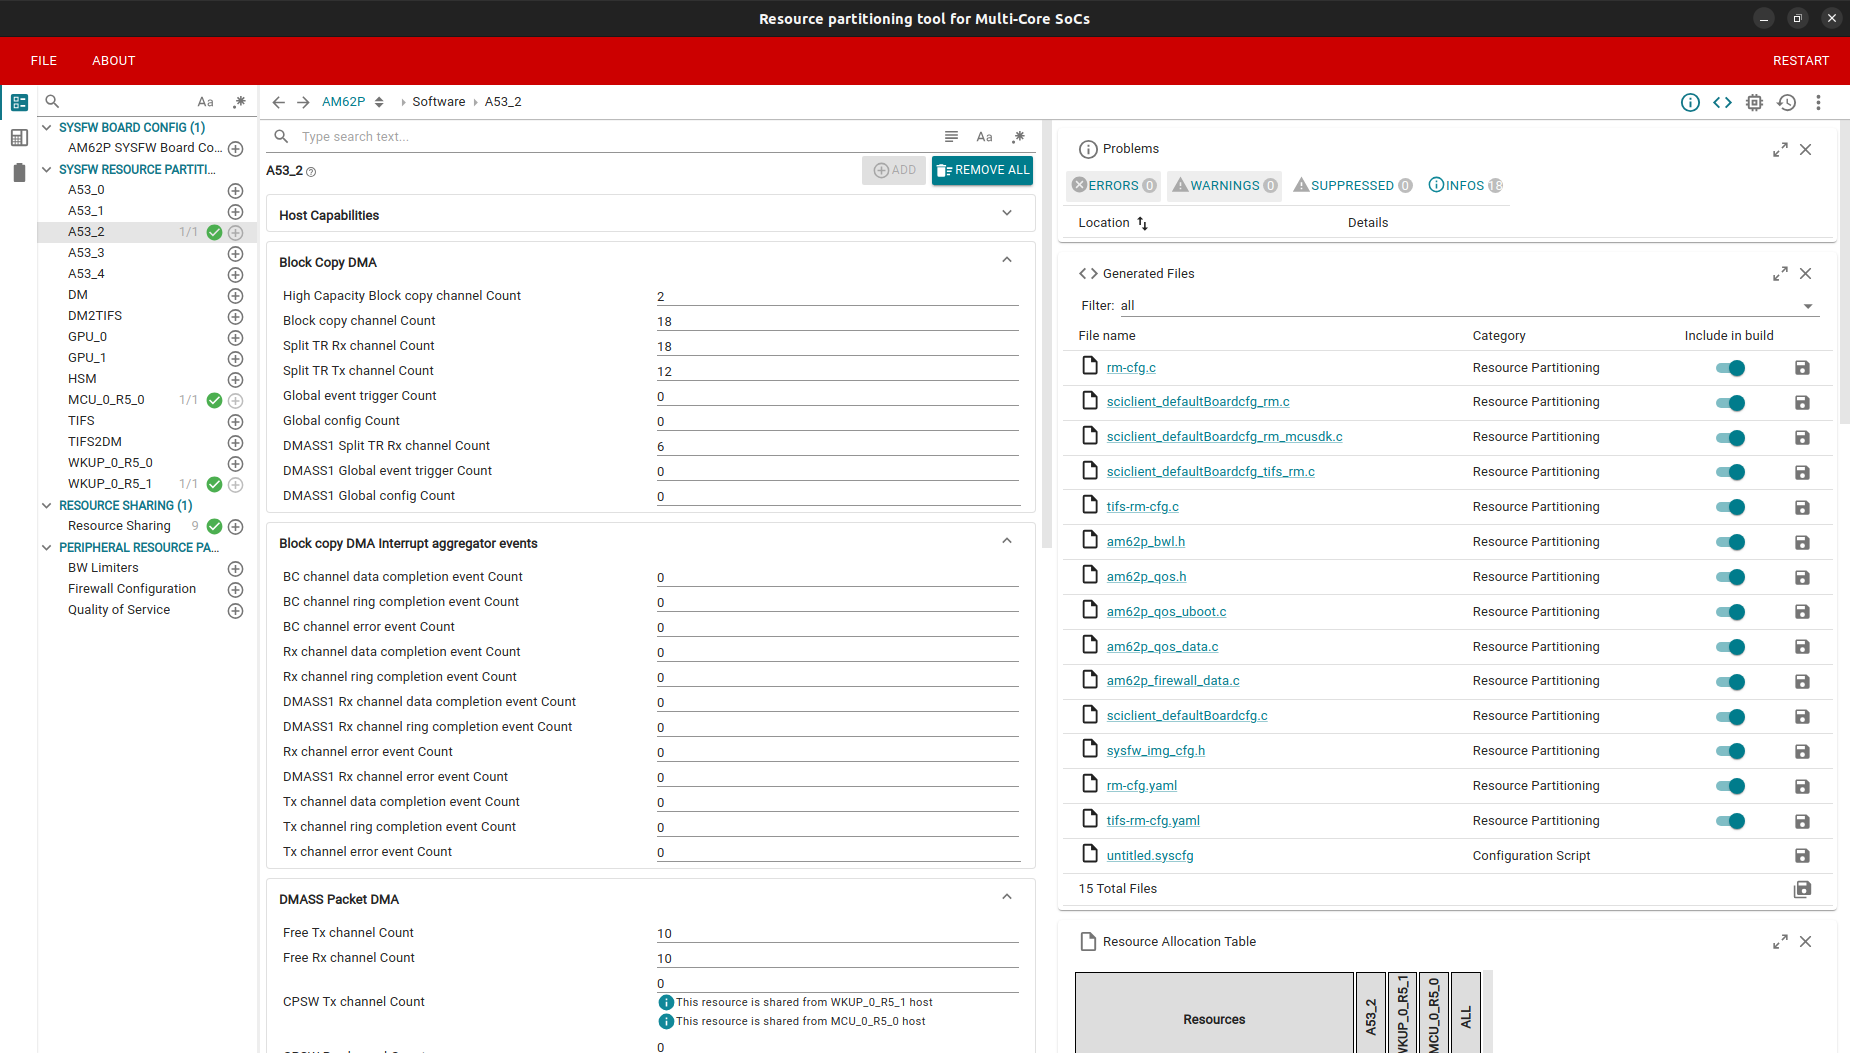 Resource partitioning tool for Multi-Core SoCs
FILE
ABOUT
RESTART
Aa
SYSFW BOARD CONFIG (1)
AM62P SYSFW Board Co...
SYSFW RESOURCE PARTITI...
A53_0
A53_1
A53_2 1/1
A53_3
A53_4
DM
DM2TIFS
GPU_0
GPU_1
HSM
MCU_0_R5_0 1/1
TIFS
TIFS2DM
WKUP_0_R5_0
WKUP_0_R5_1 1/1
RESOURCE SHARING (1)
Resource Sharing 9
PERIPHERAL RESOURCE PA...
BW Limiters
Firewall Configuration
Quality of Service
AM62P Software A53_2
Type search text...
Aa
A53_2
ADD
REMOVE ALL
Host Capabilities
Block Copy DMA
High Capacity Block copy channel Count 2
Block copy channel Count 18
Split TR Rx channel Count 18
Split TR Tx channel Count 12
Global event trigger Count 0
Global config Count 0
DMASS1 Split TR Rx channel Count 6
DMASS1 Global event trigger Count 0
DMASS1 Global config Count 0
Block copy DMA Interrupt aggregator events
BC channel data completion event Count 0
BC channel ring completion event Count 0
BC channel error event Count 0
Rx channel data completion event Count 0
Rx channel ring completion event Count 0
DMASS1 Rx channel data completion event Count 0
DMASS1 Rx channel ring completion event Count 0
Rx channel error event Count 0
DMASS1 Rx channel error event Count 0
Tx channel data completion event Count 0
Tx channel ring completion event Count 0
Tx channel error event Count 0
DMASS Packet DMA
Free Tx channel Count 10
Free Rx channel Count 10
0
CPSW Tx channel Count
This resource is shared from WKUP_0_R5_1 host
This resource is shared from MCU_0_R5_0 host
0
Problems
ERRORS 0
WARNINGS 0
SUPPRESSED 0
INFOS 18
Location
Details
Generated Files
Filter: all
File name Category Include in build
rm-cfg.c Resource Partitioning
sciclient_defaultBoardcfg_rm.c Resource Partitioning
sciclient_defaultBoardcfg_rm_mcusdk.c Resource Partitioning
sciclient_defaultBoardcfg_tifs_rm.c Resource Partitioning
tifs-rm-cfg.c Resource Partitioning
am62p_bwl.h Resource Partitioning
am62p_qos.h Resource Partitioning
am62p_qos_uboot.c Resource Partitioning
am62p_qos_data.c Resource Partitioning
am62p_firewall_data.c Resource Partitioning
sciclient_defaultBoardcfg.c Resource Partitioning
sysfw_img_cfg.h Resource Partitioning
rm-cfg.yaml Resource Partitioning
tifs-rm-cfg.yaml Resource Partitioning
untitled.syscfg Configuration Script
15 Total Files
Resource Allocation Table
Resources
A53_2
WKUP_0_R5_1
MCU_0_R5_0
ALL